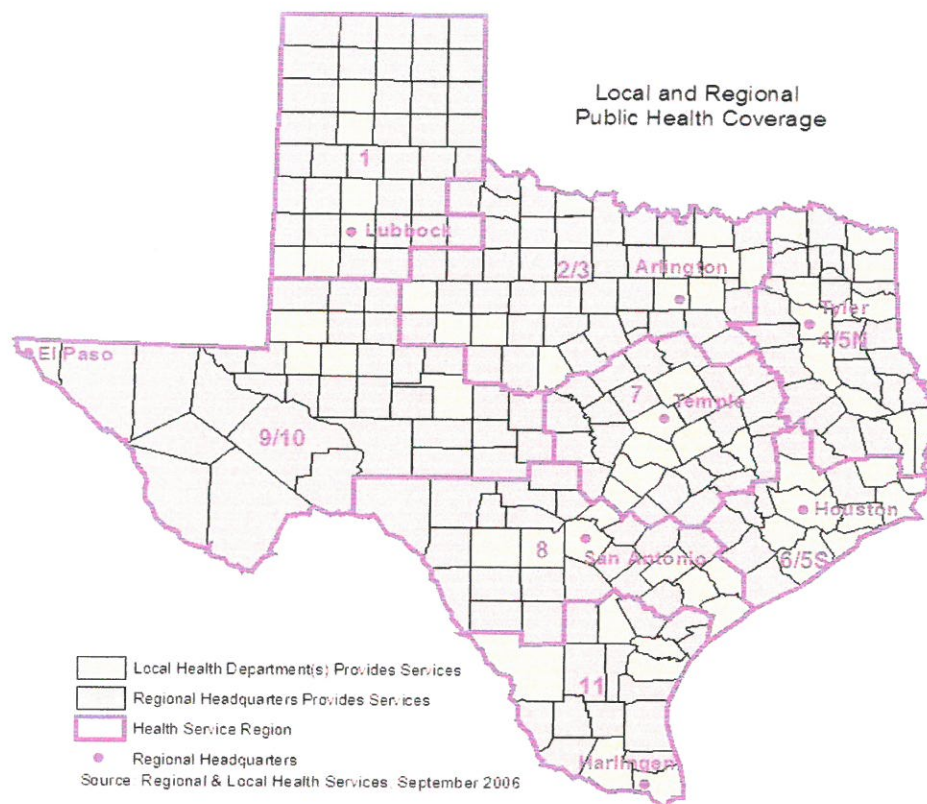 Local and Regional
Public Health Coverage
1
Lubbock
2/3
Arlington
Tyler
4/5N
El Paso
7
Temple
9/10
Houston
8
San Antonio
6/5S
11
Harlingen
Local Health Department(s) Provides Services
Regional Headquarters Provides Services
Health Service Region
Regional Headquarters
Source: Regional & Local Health Services, September 2006